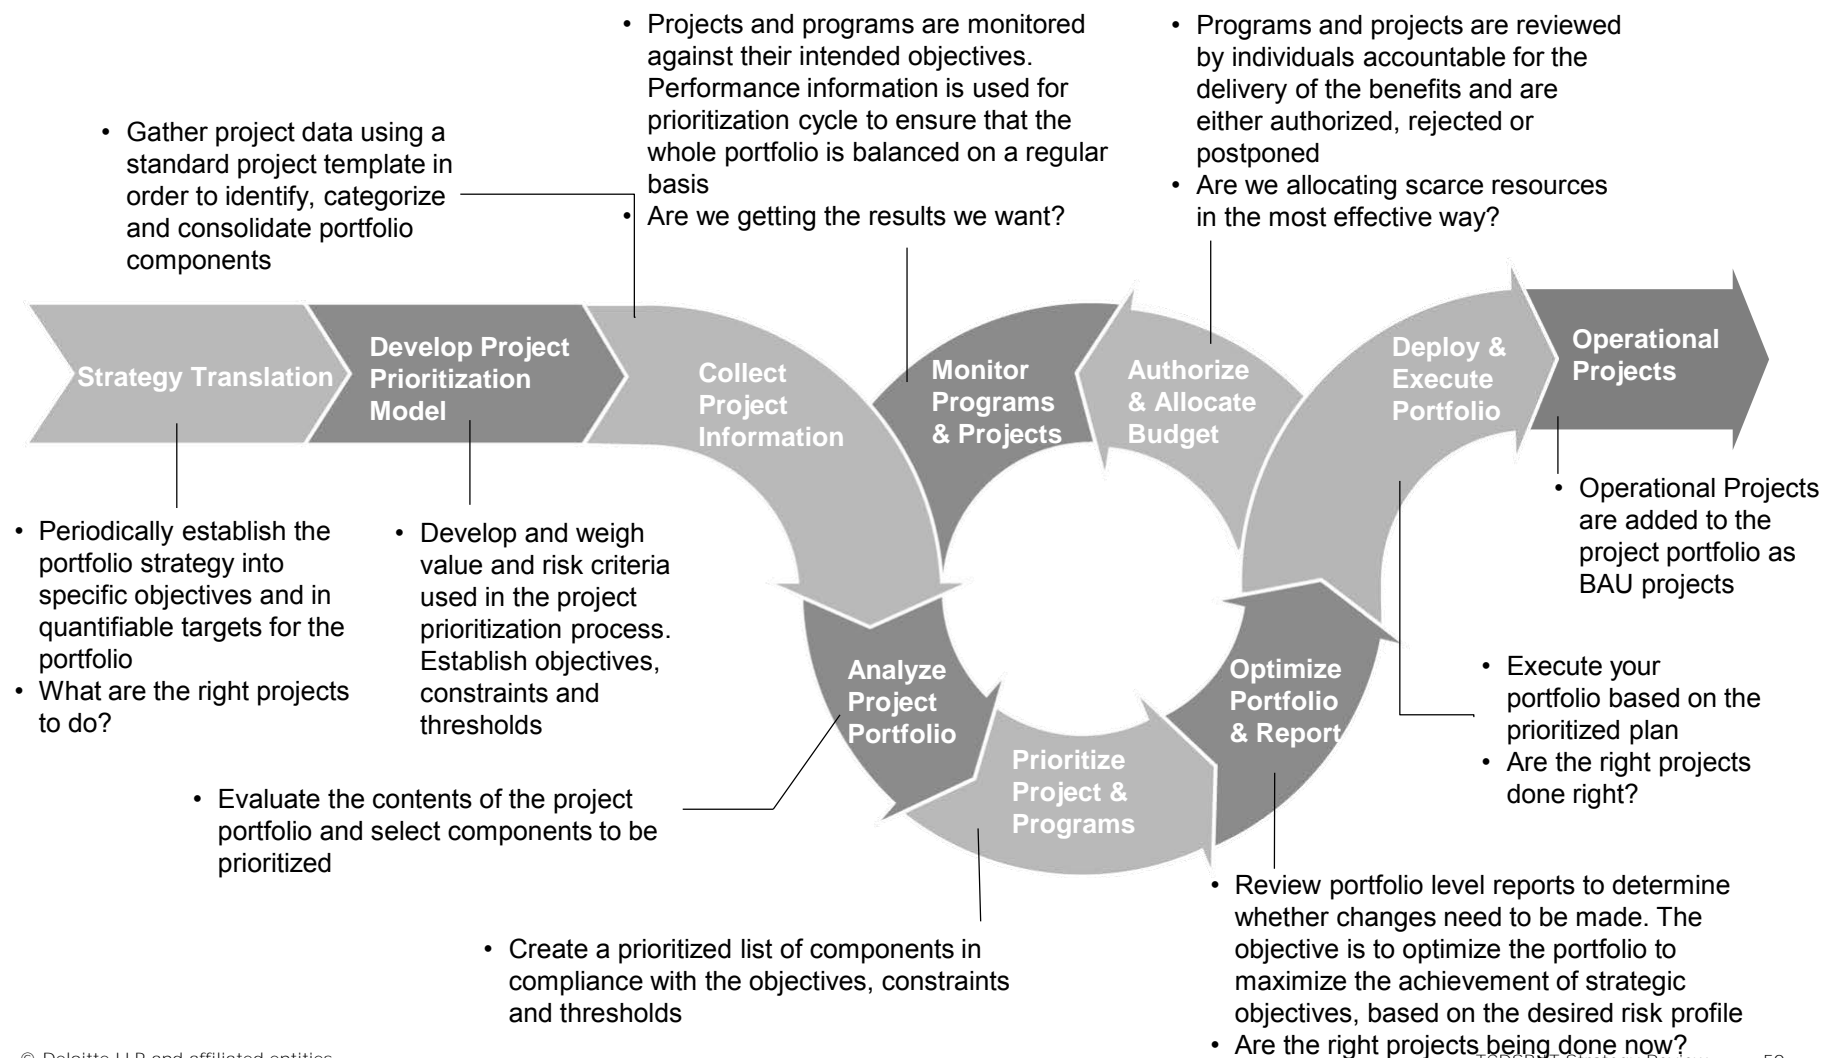 • Projects and programs are monitored
against their intended objectives.
Performance information is used for
prioritization cycle to ensure that the
whole portfolio is balanced on a regular
basis
• Are we getting the results we want?
• Programs and projects are reviewed
by individuals accountable for the
delivery of the benefits and are
either authorized, rejected or
postponed
• Are we allocating scarce resources
in the most effective way?
• Gather project data using a
standard project template in
order to identify, categorize
and consolidate portfolio
components
Strategy Translation
Develop Project
Prioritization
Model
Collect
Project
Information
Monitor
Programs
& Projects
Authorize
& Allocate
Budget
Deploy &
Execute
Portfolio
Operational
Projects
• Periodically establish the
portfolio strategy into
specific objectives and in
quantifiable targets for the
portfolio
• What are the right projects
to do?
• Develop and weigh
value and risk criteria
used in the project
prioritization process.
Establish objectives,
constraints and
thresholds
• Operational Projects
are added to the
project portfolio as
BAU projects
Analyze
Project
Portfolio
Prioritize
Project &
Programs
Optimize
Portfolio
& Report
• Execute your
portfolio based on the
prioritized plan
• Are the right projects
done right?
• Evaluate the contents of the project
portfolio and select components to be
prioritized
• Create a prioritized list of components in
compliance with the objectives, constraints
and thresholds
• Review portfolio level reports to determine
whether changes need to be made. The
objective is to optimize the portfolio to
maximize the achievement of strategic
objectives, based on the desired risk profile
• Are the right projects being done now?
© Deloitte LLP and affiliated entities
Strategy Review